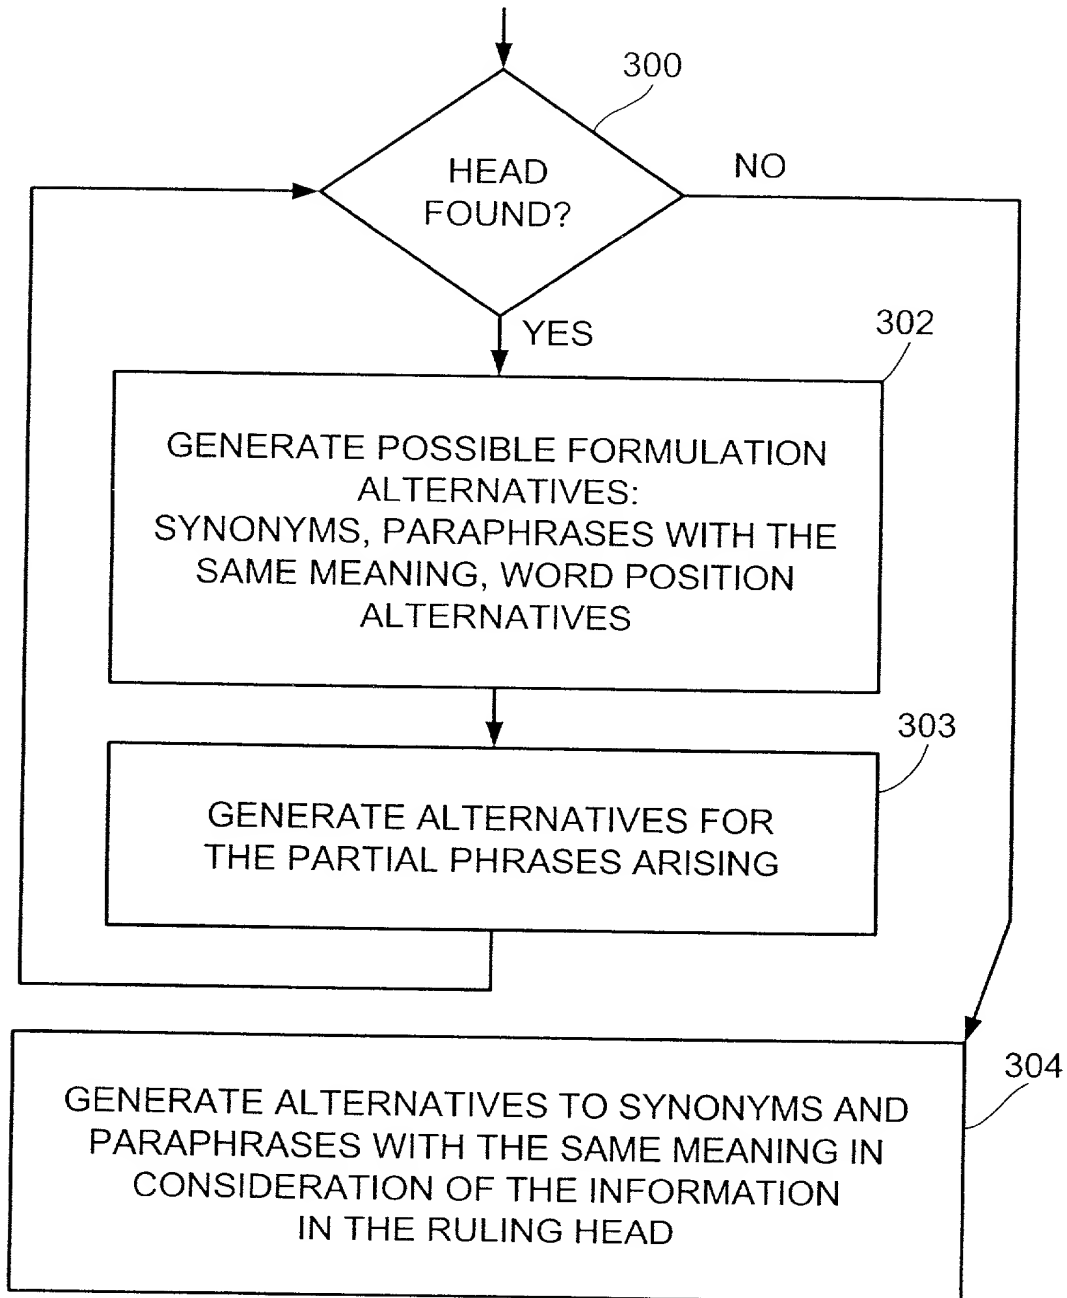 300
HEAD
FOUND?
NO
YES
302
GENERATE POSSIBLE FORMULATION
ALTERNATIVES:
SYNONYMS, PARAPHRASES WITH THE
SAME MEANING, WORD POSITION
ALTERNATIVES
303
GENERATE ALTERNATIVES FOR
THE PARTIAL PHRASES ARISING
304
GENERATE ALTERNATIVES TO SYNONYMS AND
PARAPHRASES WITH THE SAME MEANING IN
CONSIDERATION OF THE INFORMATION
IN THE RULING HEAD